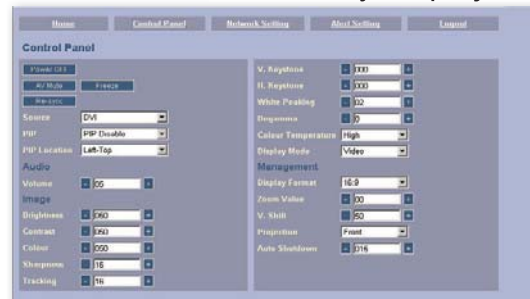 Home Control Panel Network Setting Alert Setting Logout
Control Panel
Power OFF
AV Mute Freeze
Re-sync
Source DVI
PIP PIP Disable
PIP Location Left-Top
Audio
Volume - 05 +
Image
Brightness - 050 +
Contrast - 050 +
Colour - 050 +
Sharpness - 16 +
Tracking - 16 +
V. Keystone - 000 +
H. Keystone - 000 +
White Peaking - 02 +
Degamma - 0 +
Colour Temperature High
Display Mode Video
Management
Display Format 16:9
Zoom Value - 00 +
V. Shift - 50 +
Projection Front
Auto Shutdown - 016 +